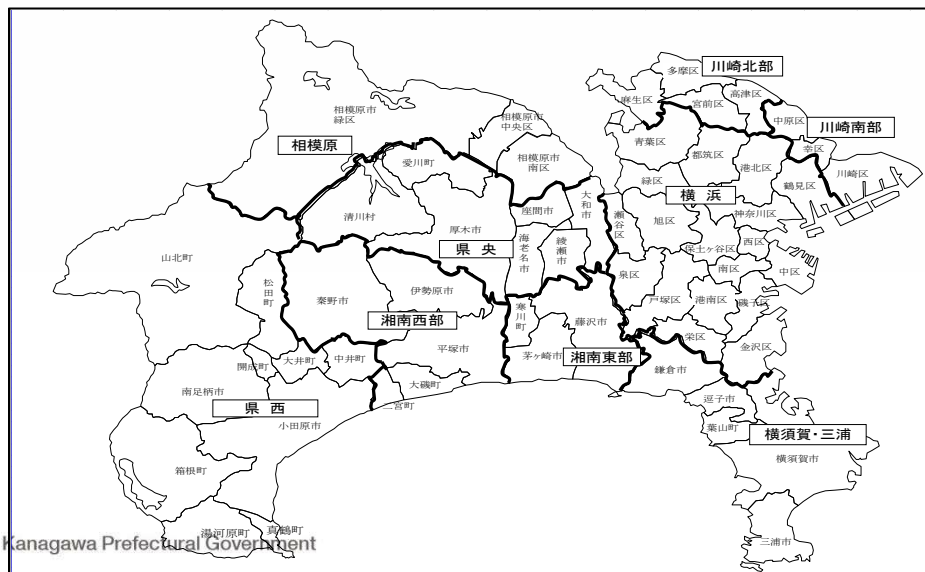 多摩区
川崎北部
麻生区
宮前区
高津区
中原区
川崎南部
幸区
川崎区
相模原市
緑区
相模原市
中央区
相模原
愛川町
相模原市
南区
青葉区
都筑区
港北区
鶴見区
緑区
横浜
清川村
厚木市
座間市
大和市
瀬谷区
旭区
神奈川区
保土ヶ谷区
西区
県央
海老名市
綾瀬市
山北町
松田町
秦野市
伊勢原市
泉区
南区
中区
戸塚区
港南区
磯子区
湘南西部
寒川町
藤沢市
栄区
金沢区
平塚市
茅ヶ崎市
湘南東部
鎌倉市
開成町
大井町
中井町
南足柄市
大磯町
二宮町
逗子市
県西
小田原市
葉山町
横須賀・三浦
横須賀市
箱根町
湯河原町
真鶴町
三浦市
Kanagawa Prefectural Government